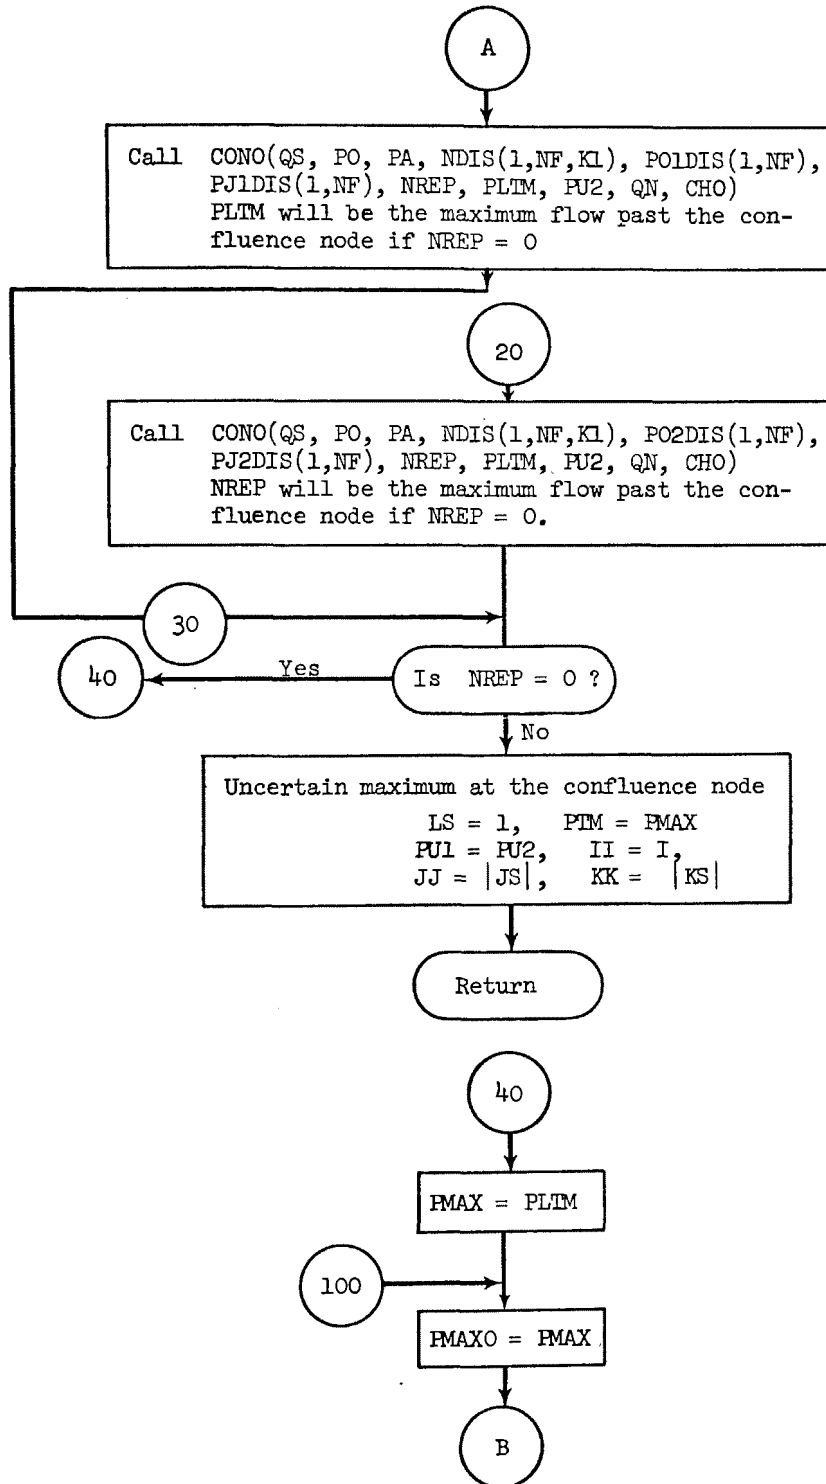 A
Call CONO(QS, PO, PA, NDIS(1,NF,K1), PO1DIS(1,NF),
PJ1DIS(1,NF), NREP, PLTM, PU2, QN, CHO)
PLTM will be the maximum flow past the con-
fluence node if NREP = 0
20
Call CONO(QS, PO, PA, NDIS(1,NF,K1), PO2DIS(1,NF),
PJ2DIS(1,NF), NREP, PLTM, PU2, QN, CHO)
NREP will be the maximum flow past the con-
fluence node if NREP = 0.
30
40
Yes
Is NREP = 0 ?
No
Uncertain maximum at the confluence node
LS = 1, PTM = PMAX
PU1 = PU2, II = I,
JJ = |JS|, KK = |KS|
Return
40
PMAX = PLTM
100
PMAXO = PMAX
B